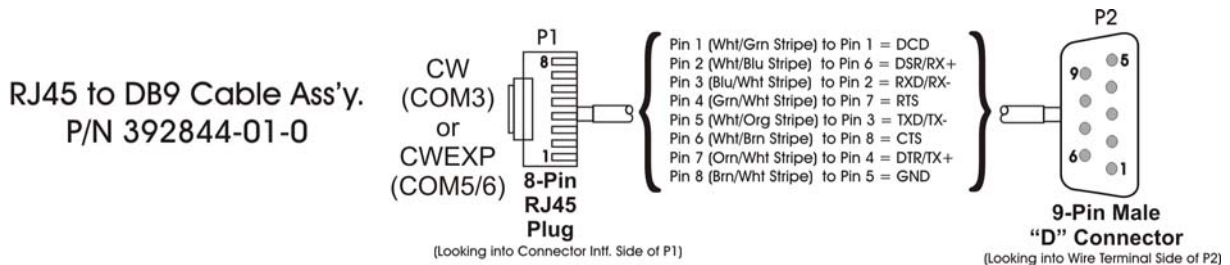 RJ45 to DB9 Cable Ass'y.
P/N 392844-01-0
CW
(COM3)
or
CWEXP
(COM5/6)
P1
8
1
8-Pin
RJ45
Plug
(Looking into Connector Intf. Side of P1)
Pin 1 (Wht/Grn Stripe) to Pin 1 = DCD
Pin 2 (Wht/Blu Stripe) to Pin 6 = DSR/RX+
Pin 3 (Blu/Wht Stripe) to Pin 2 = RXD/RX-
Pin 4 (Grn/Wht Stripe) to Pin 7 = RTS
Pin 5 (Wht/Org Stripe) to Pin 3 = TXD/TX-
Pin 6 (Wht/Brn Stripe) to Pin 8 = CTS
Pin 7 (Orn/Wht Stripe) to Pin 4 = DTR/TX+
Pin 8 (Brn/Wht Stripe) to Pin 5 = GND
P2
5
9
6
1
9-Pin Male
“D” Connector
(Looking into Wire Terminal Side of P2)